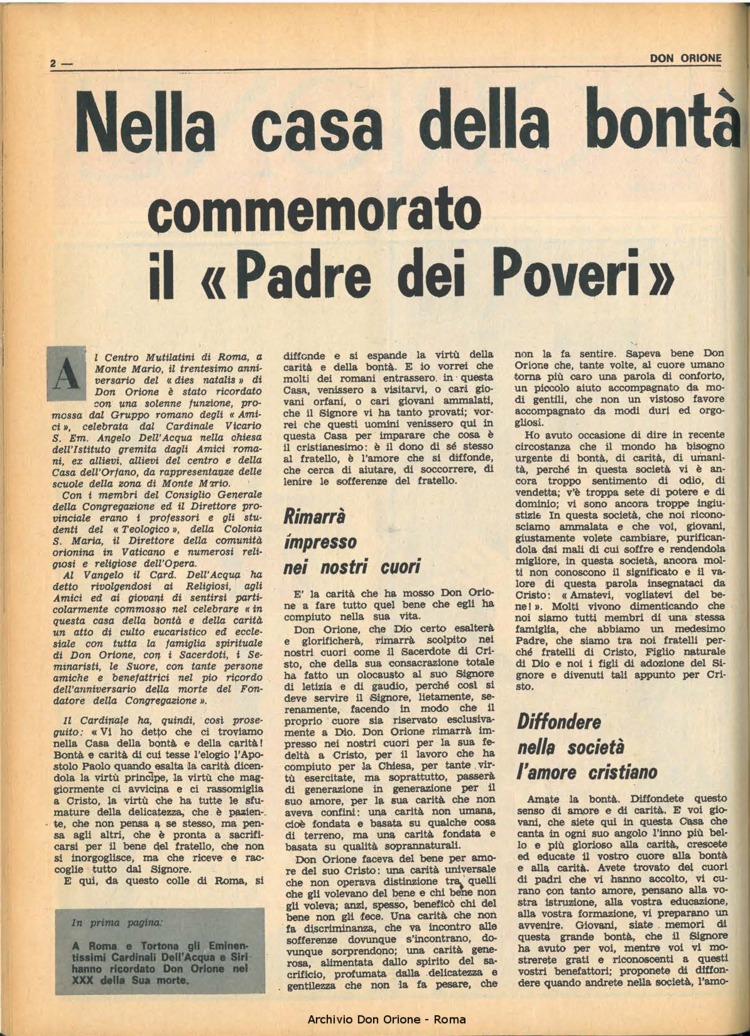 2 —
DON ORIONE
Nella casa della bontà
commemorato
il « Padre dei Poveri »
Al Centro Mutilatini di Roma, a
Monte Mario, il trentesimo anni-
versario del « dies natalis » di
Don Orione è stato ricordato
con una solenne funzione, pro-
mossa dal Gruppo romano degli « Ami-
ci », celebrata dal Cardinale Vicario
S. Em. Angelo Dell'Acqua nella chiesa
dell'Istituto gremita dagli Amici roma-
ni, ex allievi, allievi del centro e della
Casa dell'Orfano, da rappresentanze delle
scuole della zona di Monte Mario.
Con i membri del Consiglio Generale
della Congregazione ed il Direttore pro-
vinciale erano i professori e gli stu-
denti del « Teologico », della Colonia
S. Maria, il Direttore della comunità
orionina in Vaticano e numerosi reli-
giosi e religiose dell'Opera.
Al Vangelo il Card. Dell'Acqua ha
detto rivolgendosi ai Religiosi, agli
Amici ed ai giovani di sentirsi parti-
colarmente commosso nel celebrare « in
questa casa della bontà e della carità
un atto di culto eucaristico ed eccle-
siale con tutta la famiglia spirituale
di Don Orione, con i Sacerdoti, i Se-
minaristi, le Suore, con tante persone
amiche e benefattrici nel pio ricordo
dell'anniversario della morte del Fon-
datore della Congregazione ».
Il Cardinale ha, quindi, così prose-
guito: « Vi ho detto che ci troviamo
nella Casa della bontà e della carità!
Bontà e carità di cui tesse l'elogio l'Apo-
stolo Paolo quando esalta la carità dicen-
dola la virtù principe, la virtù che mag-
giormente ci avvicina e ci rassomiglia
a Cristo, la virtù che ha tutte le sfu-
mature della delicatezza, che è pazien-
te, che non pensa a se stesso, ma pen-
sa agli altri, che è pronta a sacrifi-
carsi per il bene del fratello, che non
si inorgoglisce, ma che riceve e rac-
coglie tutto dal Signore.
E qui, da questo colle di Roma, si
In prima pagina:
A Roma e Tortona gli Eminen-
tissimi Cardinali Dell'Acqua e Siri
hanno ricordato Don Orione nel
XXX della Sua morte.
diffonde e si espande la virtù della
carità e della bontà. E io vorrei che
molti dei romani entrassero in questa
Casa, venissero a visitarvi, o cari gio-
vani orfani, o cari giovani ammalati,
che il Signore vi ha tanto provati; vor-
rei che questi uomini venissero qui in
questa Casa per imparare che cosa è
il cristianesimo: è il dono di sé stesso
al fratello, è l'amore che si diffonde,
che cerca di aiutare, di soccorrere, di
lenire le sofferenze del fratello.
Rimarrà
impresso
nei nostri cuori
E' la carità che ha mosso Don Orio-
ne a fare tutto quel bene che egli ha
compiuto nella sua vita.
Don Orione, che Dio certo esalterà
e glorificherà, rimarrà scolpito nei
nostri cuori come il Sacerdote di Cri-
sto, che della sua consacrazione totale
ha fatto un olocausto al suo Signore
di letizia e di gaudio, perché così si
deve servire il Signore, lietamente, se-
renamente, facendo in modo che il
proprio cuore sia riservato esclusiva-
mente a Dio. Don Orione rimarrà im-
presso nei nostri cuori per la sua fe-
deltà a Cristo, per il lavoro che ha
compiuto per la Chiesa, per tante vir-
tù esercitate, ma soprattutto, passerà
di generazione in generazione per il
suo amore, per la sua carità che non
aveva confini: una carità non umana,
cioè fondata e basata su qualche cosa
di terreno, ma una carità fondata e
basata su qualità soprannaturali.
Don Orione faceva del bene per amo-
re del suo Cristo: una carità universale
che non operava distinzione tra quelli
che gli volevano del bene e chi bene non
gli voleva; anzi, spesso, beneficò chi del
bene non gli fece. Una carità che non
fa discriminanza, che va incontro alle
sofferenze dovunque s'incontrano, do-
vunque sorprendono; una carità gene-
rosa, alimentata dallo spirito del sa-
crificio, profumata dalla delicatezza e
gentilezza che non la fa pesare, che
non la fa sentire. Sapeva bene Don
Orione che, tante volte, al cuore umano
torna più caro una parola di conforto,
un piccolo aiuto accompagnato da mo-
di gentili, che non un vistoso favore
accompagnato da modi duri ed orgo-
gliosi.
Ho avuto occasione di dire in recente
circostanza che il mondo ha bisogno
urgente di bontà, di carità, di umani-
tà, perché in questa società vi è an-
cora troppo sentimento di odio, di
vendetta; v'è troppa sete di potere e di
dominio; vi sono ancora troppe ingiu-
stizie In questa società, che noi ricono-
sciamo ammalata e che voi, giovani,
giustamente volete cambiare, purifican-
dola dai mali di cui soffre e rendendola
migliore, in questa società, ancora mol-
ti non conoscono il significato e il va-
lore di questa parola insegnataci da
Cristo: « Amatevi, vogliatevi del be-
ne! ». Molti vivono dimenticando che
noi siamo tutti membri di una stessa
famiglia, che abbiamo un medesimo
Padre, che siamo tra noi fratelli per-
ché fratelli di Cristo, Figlio naturale
di Dio e noi i figli di adozione del Si-
gnore e divenuti tali appunto per Cri-
sto.
Diffondere
nella società
l'amore cristiano
Amate la bontà. Diffondete questo
senso di amore e di carità. E voi gio-
vani, che siete qui in questa Casa che
canta in ogni suo angolo l'inno più bel-
lo e più glorioso alla carità, crescete
ed educate il vostro cuore alla bontà
e alla carità. Avete trovato dei cuori
di padri che vi hanno accolto, vi cu-
rano con tanto amore, pensano alla vo-
stra istruzione, alla vostra educazione,
alla vostra formazione, vi preparano un
avvenire. Giovani, siate memori di
questa grande bontà, che il Signore
ha avuto per voi, mentre voi vi mo-
strerete grati e riconoscenti a questi
vostri benefattori; proponete di diffon-
dere quando andrete nella società, l'amo-
Archivio Don Orione - Roma